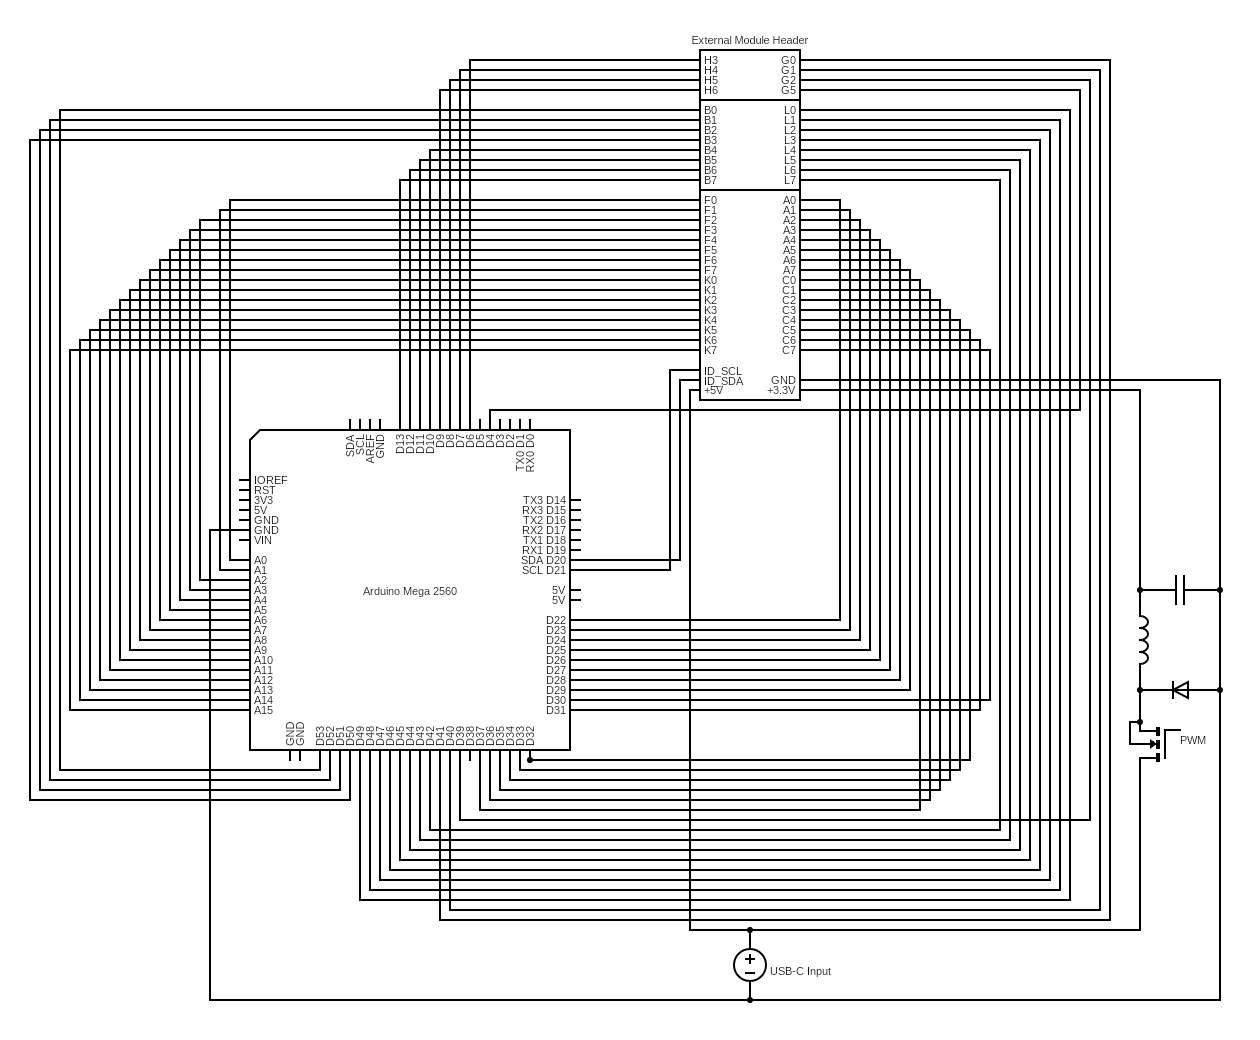 External Module Header
H3 G0
H4 G1
H5 G2
H6 G5
B0 L0
B1 L1
B2 L2
B3 L3
B4 L4
B5 L5
B6 L6
B7 L7
F0 A0
F1 A1
F2 A2
F3 A3
F4 A4
F5 A5
F6 A6
F7 A7
K0 C0
K1 C1
K2 C2
K3 C3
K4 C4
K5 C5
K6 C6
K7 C7
ID_SCL
ID_SDA GND
+5V +3.3V
SDA
SCL
AREF
GND
D13
D12
D11
D10
D9
D8
D7
D6
D5
D4
D3
D2
TX0 D1
RX0 D0
IOREF
RST
3V3
5V
GND
GND
VIN
A0
A1
A2
A3
A4
A5
A6
A7
A8
A9
A10
A11
A12
A13
A14
A15
Arduino Mega 2560
TX3 D14
RX3 D15
TX2 D16
RX2 D17
TX1 D18
RX1 D19
SDA D20
SCL D21
5V
5V
D22
D23
D24
D25
D26
D27
D28
D29
D30
D31
GND
GND
D53
D52
D51
D50
D49
D48
D47
D46
D45
D44
D43
D42
D41
D40
D39
D38
D37
D36
D35
D34
D33
D32
PWM
USB-C Input